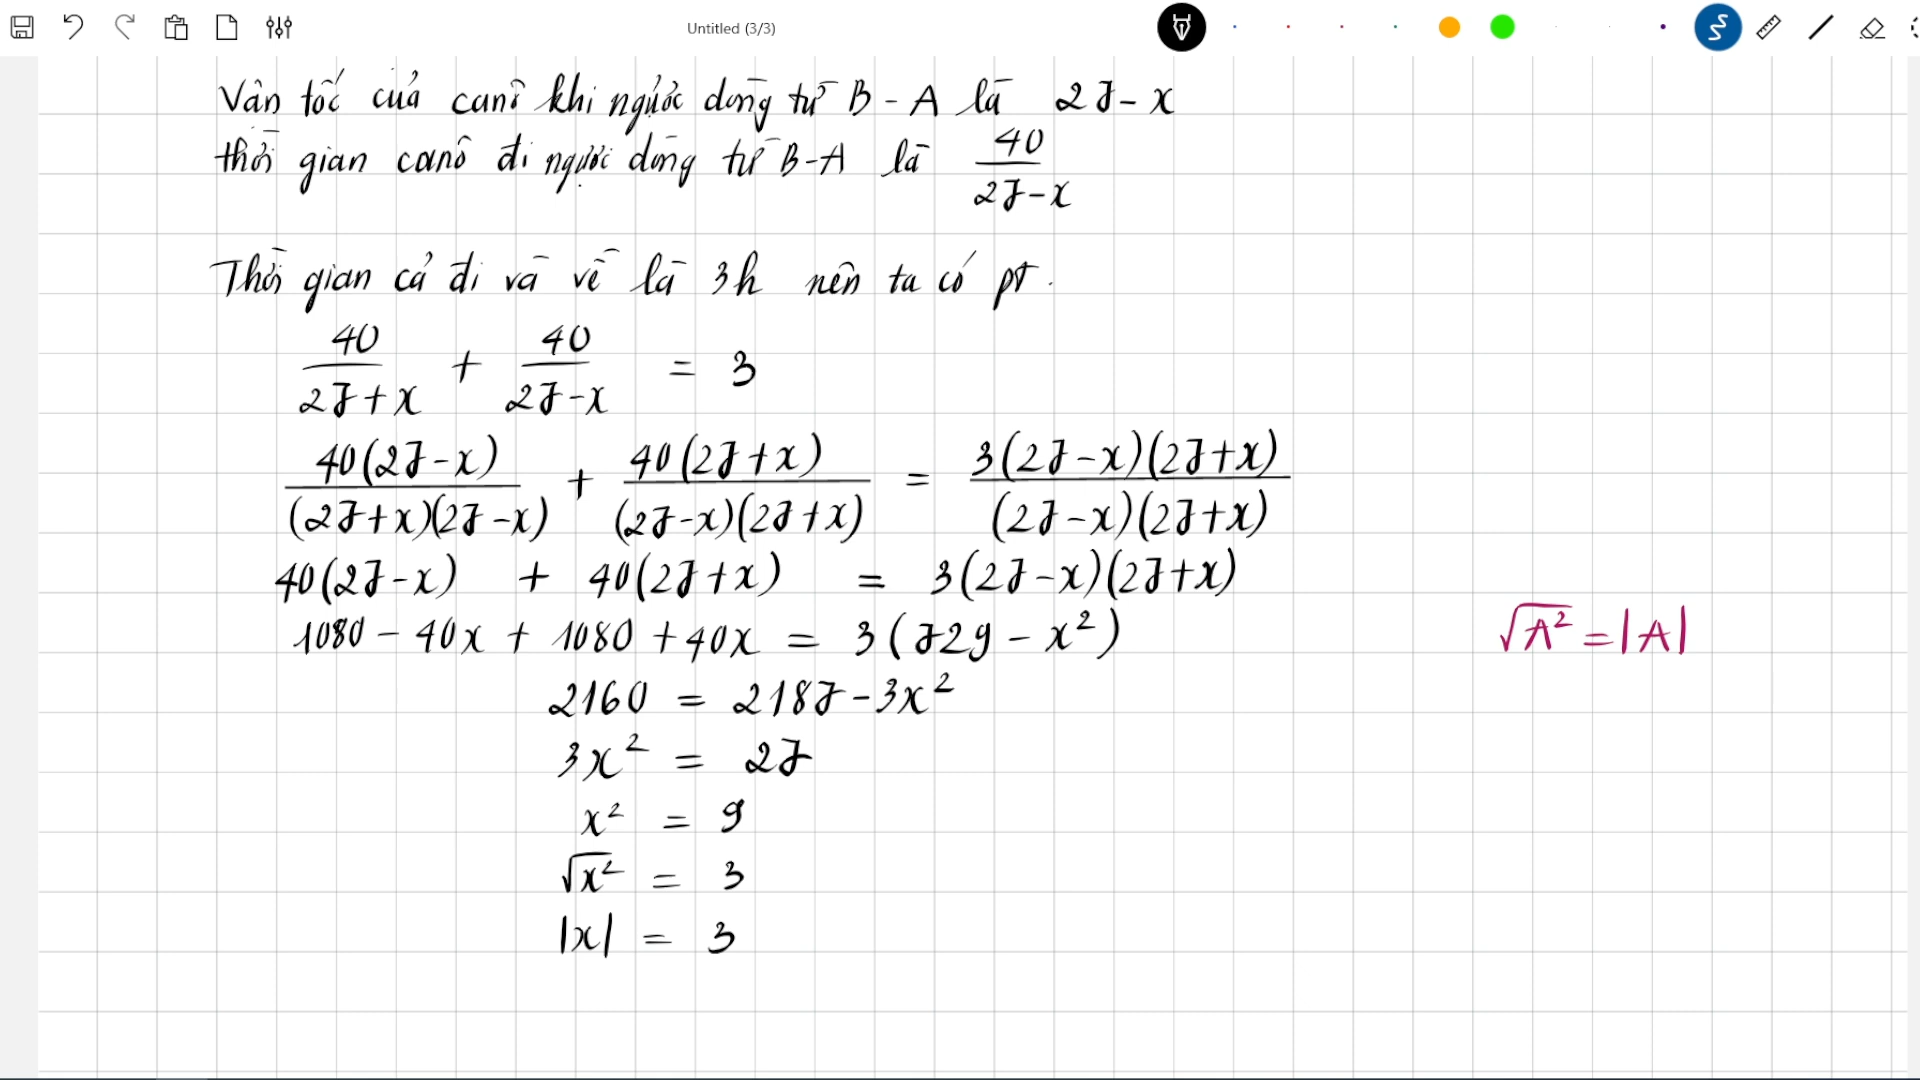 Untitled (3/3)
Vân tốc của canô khi ngược dòng từ B - A là 27 - x
thời gian canô đi ngược dòng từ B-A là 40/(27 - x)
Thời gian cả đi và về là 3h nên ta có pt.
40/(27 + x) + 40/(27 - x) = 3
40(27 - x)/((27 + x)(27 - x)) + 40(27 + x)/((27 - x)(27 + x)) = 3(27 - x)(27 + x)/((27 - x)(27 + x))
40(27 - x) + 40(27 + x) = 3(27 - x)(27 + x)
1080 - 40x + 1080 + 40x = 3(729 - x²)
√A² = |A|
2160 = 2187 - 3x²
3x² = 27
x² = 9
√x² = 3
|x| = 3